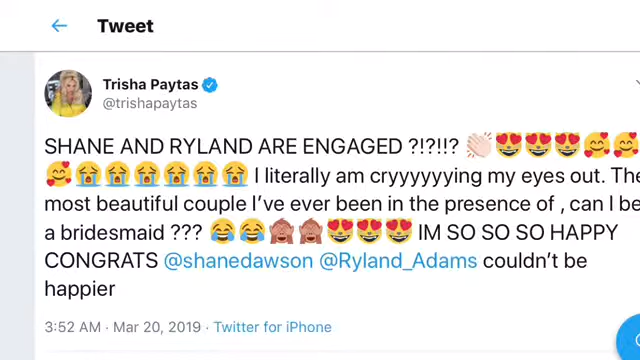 Tweet
Trisha Paytas
@trishapaytas
SHANE AND RYLAND ARE ENGAGED ?!?!!? 👏🏻😻😻😻🥰🥰
🥰😭😭😭😭😭😭 I literally am cryyyyyying my eyes out. The
most beautiful couple I've ever been in the presence of , can I be
a bridesmaid ??? 😂😂🙈🙈😻😻😻 IM SO SO SO HAPPY
CONGRATS @shanedawson @Ryland_Adams couldn't be
happier
3:52 AM · Mar 20, 2019 · Twitter for iPhone